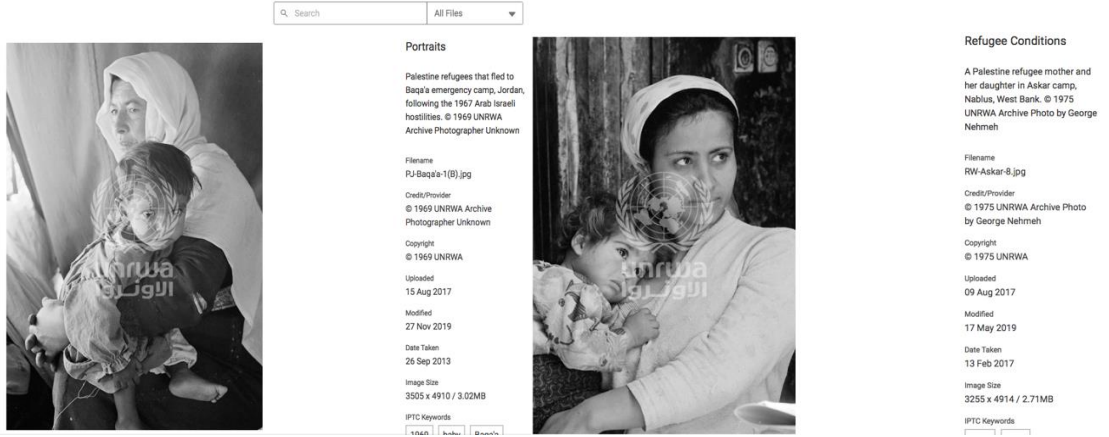 Search
All Files
Portraits
Palestine refugees that fled to
Baqa'a emergency camp, Jordan,
following the 1967 Arab Israeli
hostilities. © 1969 UNRWA
Archive Photographer Unknown
Filename
PJ-Baqa'a-1(B).jpg
Credit/Provider
© 1969 UNRWA Archive
Photographer Unknown
Copyright
© 1969 UNRWA
Uploaded
15 Aug 2017
Modified
27 Nov 2019
Date Taken
26 Sep 2013
Image Size
3505 x 4910 / 3.02MB
IPTC Keywords
1969 baby Baqa'a
unrwa
الأونروا
unrwa
الأونروا
Refugee Conditions
A Palestine refugee mother and
her daughter in Askar camp,
Nablus, West Bank. © 1975
UNRWA Archive Photo by George
Nehmeh
Filename
RW-Askar-8.jpg
Credit/Provider
© 1975 UNRWA Archive Photo
by George Nehmeh
Copyright
© 1975 UNRWA
Uploaded
09 Aug 2017
Modified
17 May 2019
Date Taken
13 Feb 2017
Image Size
3255 x 4914 / 2.71MB
IPTC Keywords